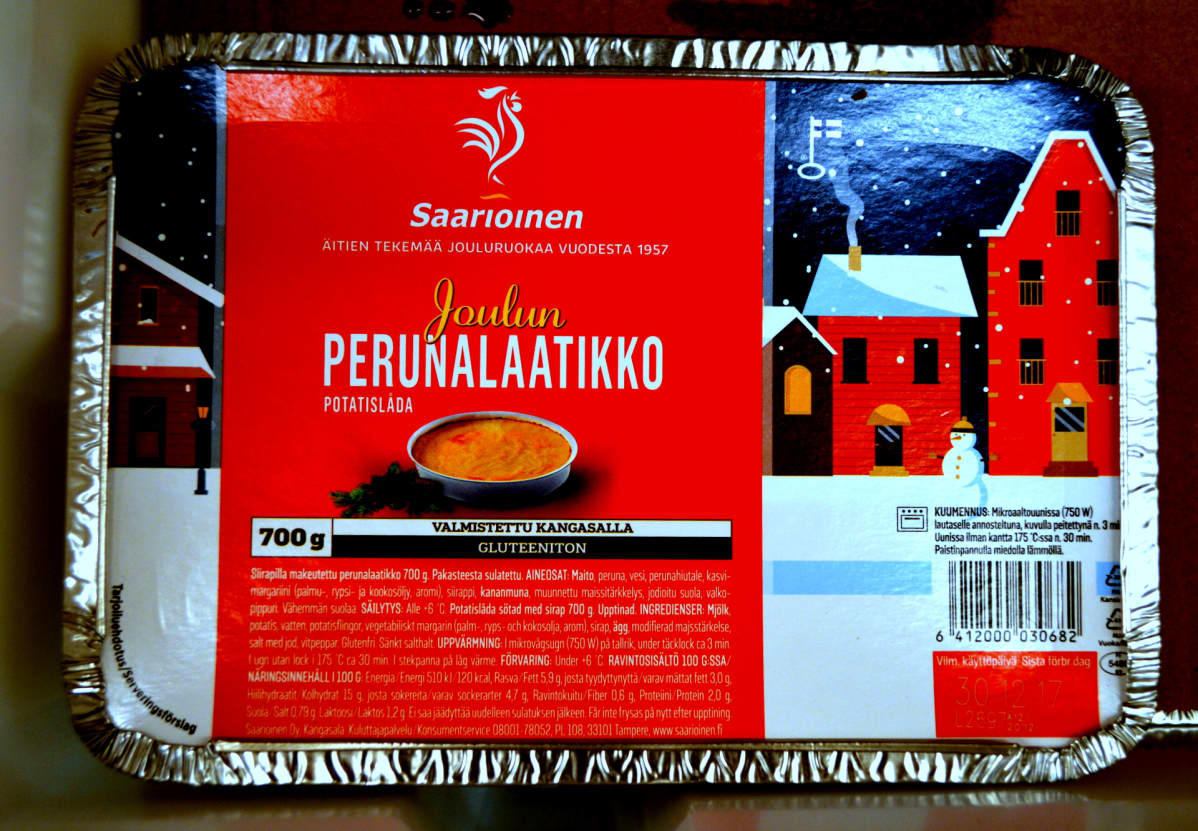 Saarioinen
ÄITIEN TEKEMÄÄ JOULURUOKAA VUODESTA 1957
Joulun
PERUNALAATIKKO
POTATISLÅDA
700 g
VALMISTETTU KANGASALLA
GLUTEENITON
Siirapilla makeutettu perunalaatikko 700 g. Pakasteesta sulatettu. AINEOSAT: Maito, peruna, vesi, perunahiutale, kasvi-
margariini (palmu-, rypsi- ja kookosöljy, aromi), siirappi, kananmuna, muunnettu maissitärkkelys, jodioitu suola, valko-
pippuri. Vähemmän suolaa. SÄILYTYS: Alle +6 °C. Potatislåda sötad med sirap 700 g. Upptinad. INGREDIENSER: Mjölk,
potatis, vatten, potatisflingor, vegetabiliskt margarin (palm-, ryps- och kokosolja, arom), sirap, ägg, modifierad majsstärkelse,
salt med jod, vitpeppar. Glutenfri. Sänkt salthalt. UPPVÄRMNING: I mikrovågsugn (750 W) på tallrik, under täcklock ca 3 min.
I ugn utan lock i 175 °C ca 30 min. I stekpanna på låg värme. FÖRVARING: Under +6 °C. RAVINTOSISÄLTÖ 100 G:SSA/
NÄRINGSINNEHÅLL I 100 G: Energia/Energi 510 kJ/120 kcal, Rasva/Fett 5,9 g, josta tyydyttynyttä/varav mättat fett 3,0 g,
Hiilihydraatit/Kolhydrat 15 g, josta sokereita/varav sockerarter 4,7 g, Ravintokuitu/Fiber 0,6 g, Proteiini/Protein 2,0 g,
Suola/Salt 0,79 g. Laktoosi/Laktos 1,2 g. Ei saa jäädyttää uudelleen sulatuksen jälkeen. Får inte frysas på nytt efter upptining.
Saarioinen Oy, Kangasala. Kuluttajapalvelu/Konsumentservice 08001-78052, PL 108, 33101 Tampere, www.saarioinen.fi
Tarjoiluehdotus/Serveringsförslag
KUUMENNUS: Mikroaaltouunissa (750 W)
lautaselle annosteltuna, kuvulla peitettynä n. 3 mi
Uunissa ilman kantta 175 °C:ssa n. 30 min.
Paistinpannulla miedolla lämmöllä.
6 412000 030682
Viim. käyttöpäivä Sista förbr.dag
30.12.17